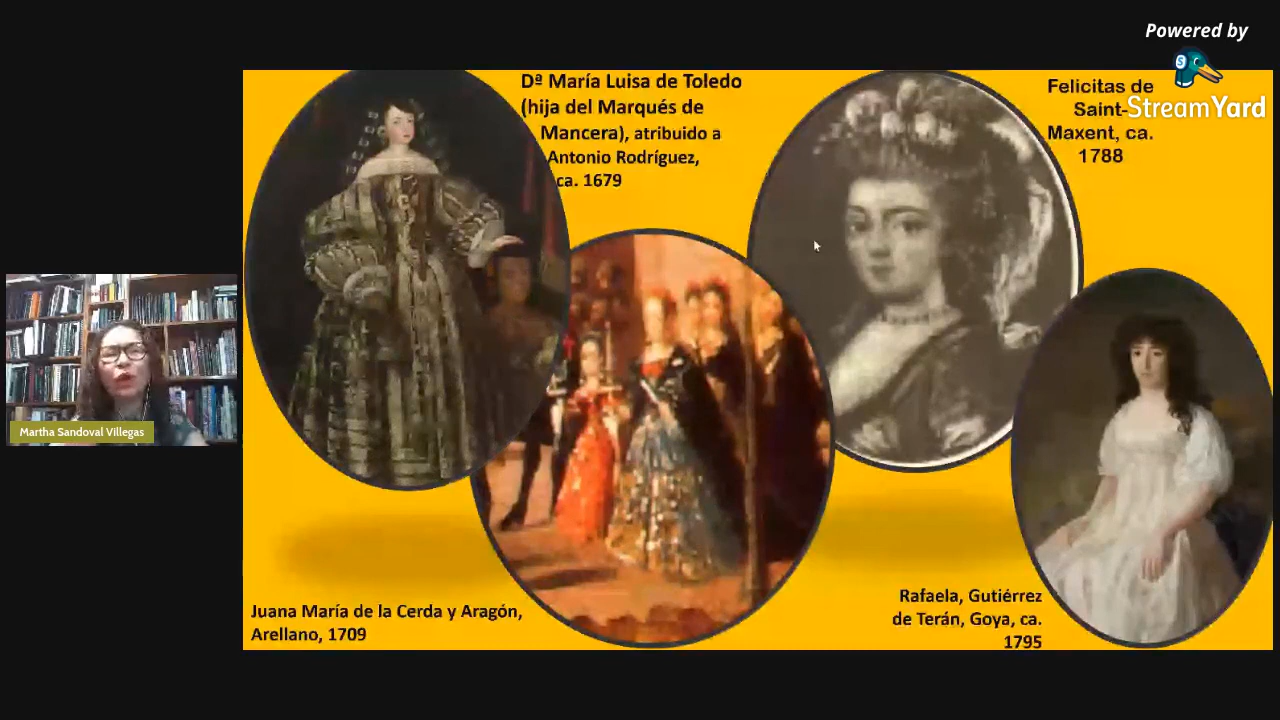 Powered by
StreamYard
Dª María Luisa de Toledo
(hija del Marqués de
Mancera), atribuido a
Antonio Rodríguez,
ca. 1679
Felicitas de
Saint-
Maxent, ca.
1788
Martha Sandoval Villegas
Juana María de la Cerda y Aragón,
Arellano, 1709
Rafaela, Gutiérrez
de Terán, Goya, ca.
1795